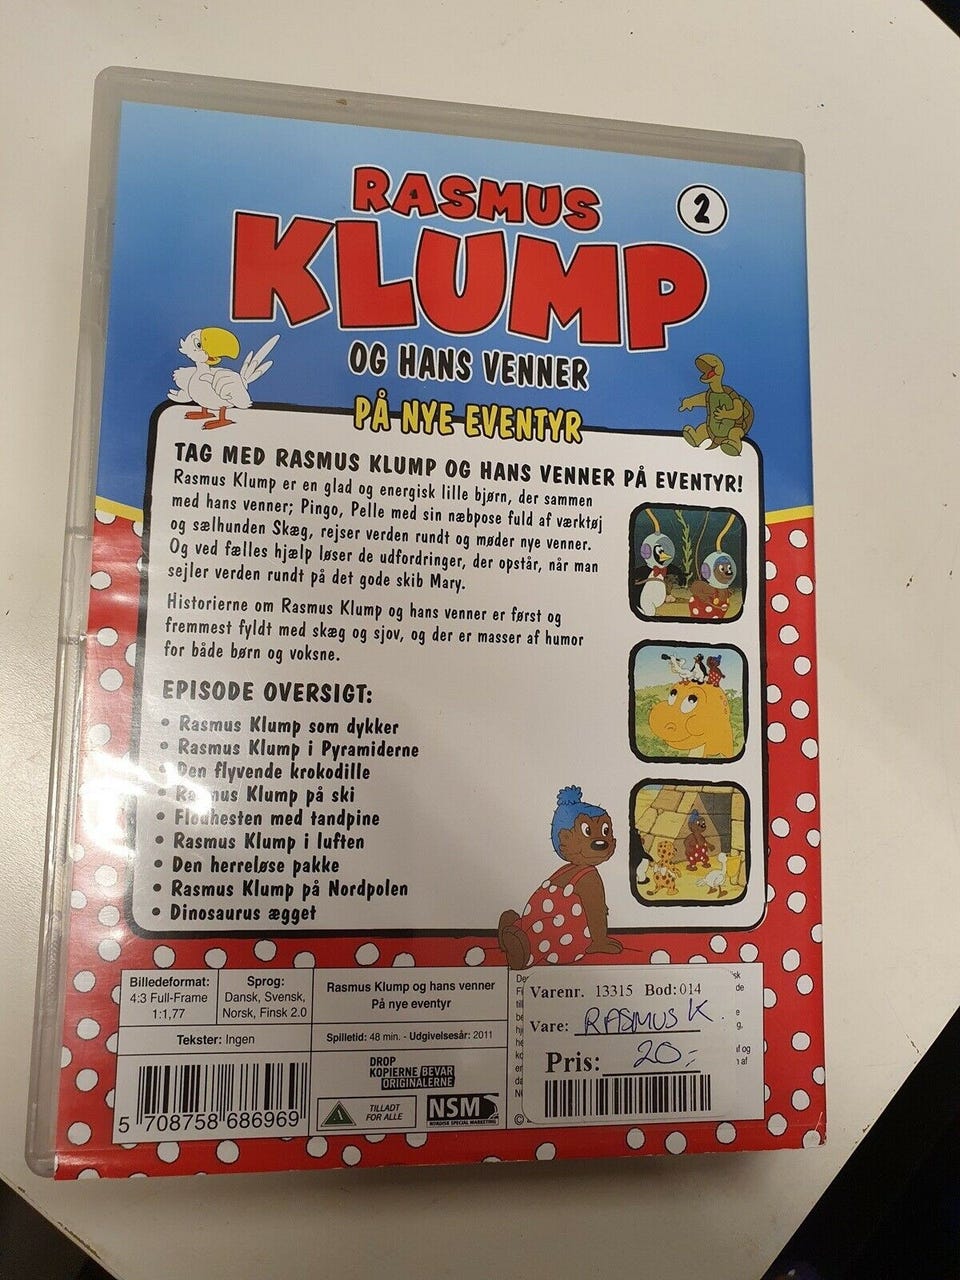 RASMUS
KLUMP
2
OG HANS VENNER
PÅ NYE EVENTYR
TAG MED RASMUS KLUMP OG HANS VENNER PÅ EVENTYR!
Rasmus Klump er en glad og energisk lille bjørn, der sammen
med hans venner; Pingo, Pelle med sin næbpose fuld af værktøj
og sælhunden Skæg, rejser verden rundt og møder nye venner.
Og ved fælles hjælp løser de udfordringer, der opstår, når man
sejler verden rundt på det gode skib Mary.
Historierne om Rasmus Klump og hans venner er først og
fremmest fyldt med skæg og sjov, og der er masser af humor
for både børn og voksne.
EPISODE OVERSIGT:
• Rasmus Klump som dykker
• Rasmus Klump i Pyramiderne
• Den flyvende krokodille
• Rasmus Klump på ski
• Flodhesten med tandpine
• Rasmus Klump i luften
• Den herreløse pakke
• Rasmus Klump på Nordpolen
• Dinosaurus ægget
Billedeformat:
4:3 Full-Frame
1:1,77
Sprog:
Dansk, Svensk,
Norsk, Finsk 2.0
Tekster: Ingen
Rasmus Klump og hans venner
På nye eventyr
Spilletid: 48 min. - Udgivelsesår: 2011
DROP
KOPIERNE BEVAR
ORIGINALERNE
TILLADT
FOR ALLE
NSM
NORDISK SPECIAL MARKETING
5 708758 686969
Varenr. 13315 Bod: 014
Vare: RASMUS K.
Pris: 20,-